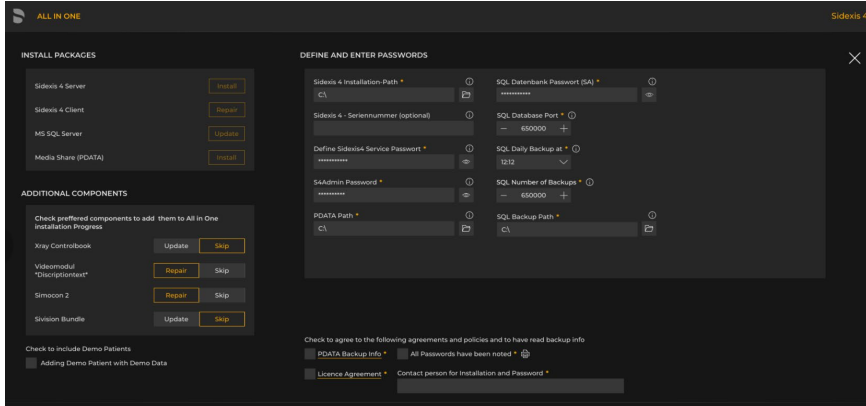 ALL IN ONE
Sidexis 4
INSTALL PACKAGES
Sidexis 4 Server
Install
Sidexis 4 Client
Repair
MS SQL Server
Update
Media Share (PDATA)
Install
ADDITIONAL COMPONENTS
Check preffered components to add them to All in One
installation Progress
Xray Controlbook
Update
Skip
Videomodul
*Discriptiontext*
Repair
Skip
Simocon 2
Repair
Skip
Sivision Bundle
Update
Skip
Check to include Demo Patients
Adding Demo Patient with Demo Data
DEFINE AND ENTER PASSWORDS
Sidexis 4 Installation-Path *
C:\
Sidexis 4 - Seriennummer (optional)
Define Sidexis4 Service Passwort *
***********
S4Admin Password *
**********
PDATA Path *
C:\
SQL Datenbank Passwort (SA) *
***********
SQL Database Port *
— 650000 +
SQL Daily Backup at *
12:12
SQL Number of Backups *
— 650000 +
SQL Backup Path *
C:\
Check to agree to the following agreements and policies and to have read backup info
PDATA Backup Info *
All Passwords have been noted *
Licence Agreement *
Contact person for Installation and Password *